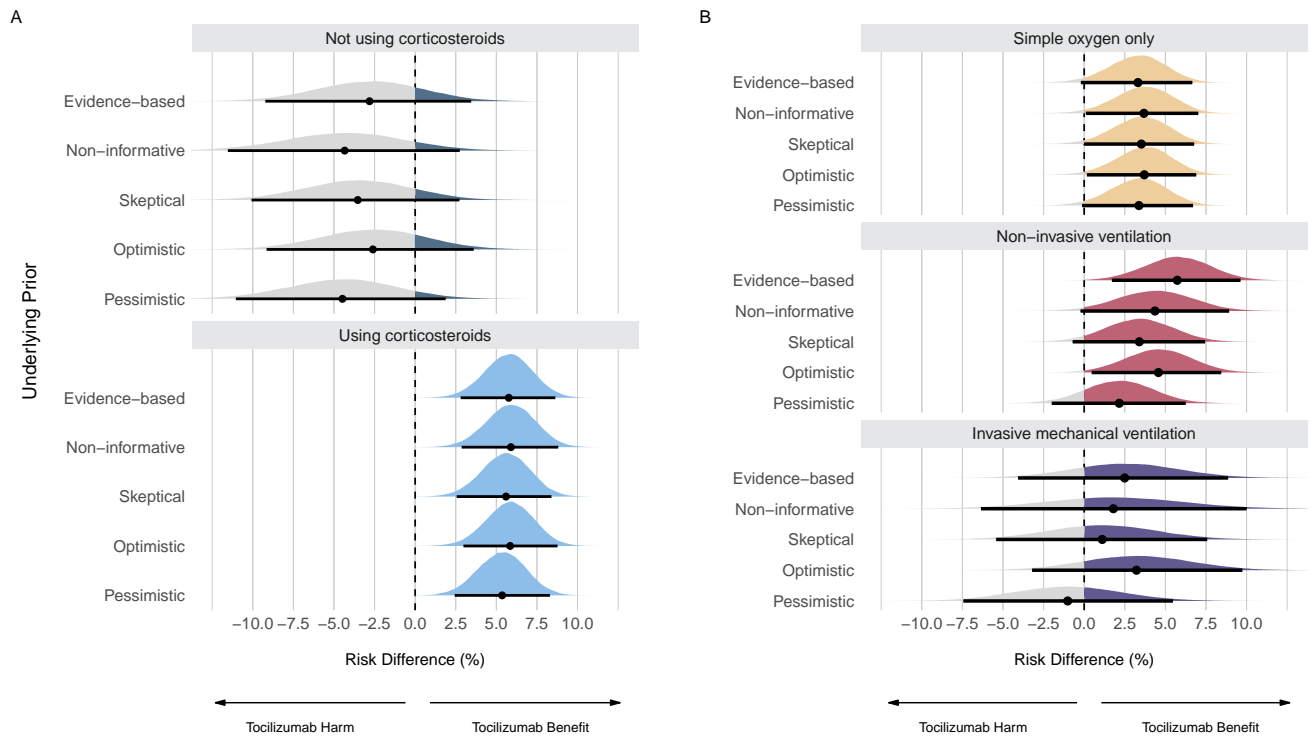 A
Not using corticosteroids
Underlying Prior
Evidence−based
Non−informative
Skeptical
Optimistic
Pessimistic
Using corticosteroids
Evidence−based
Non−informative
Skeptical
Optimistic
Pessimistic
−10.0 −7.5 −5.0 −2.5 0.0 2.5 5.0 7.5 10.0
Risk Difference (%)
Tocilizumab Harm Tocilizumab Benefit
B
Simple oxygen only
Evidence−based
Non−informative
Skeptical
Optimistic
Pessimistic
Non−invasive ventilation
Evidence−based
Non−informative
Skeptical
Optimistic
Pessimistic
Invasive mechanical ventilation
Evidence−based
Non−informative
Skeptical
Optimistic
Pessimistic
−10.0 −7.5 −5.0 −2.5 0.0 2.5 5.0 7.5 10.0
Risk Difference (%)
Tocilizumab Harm Tocilizumab Benefit